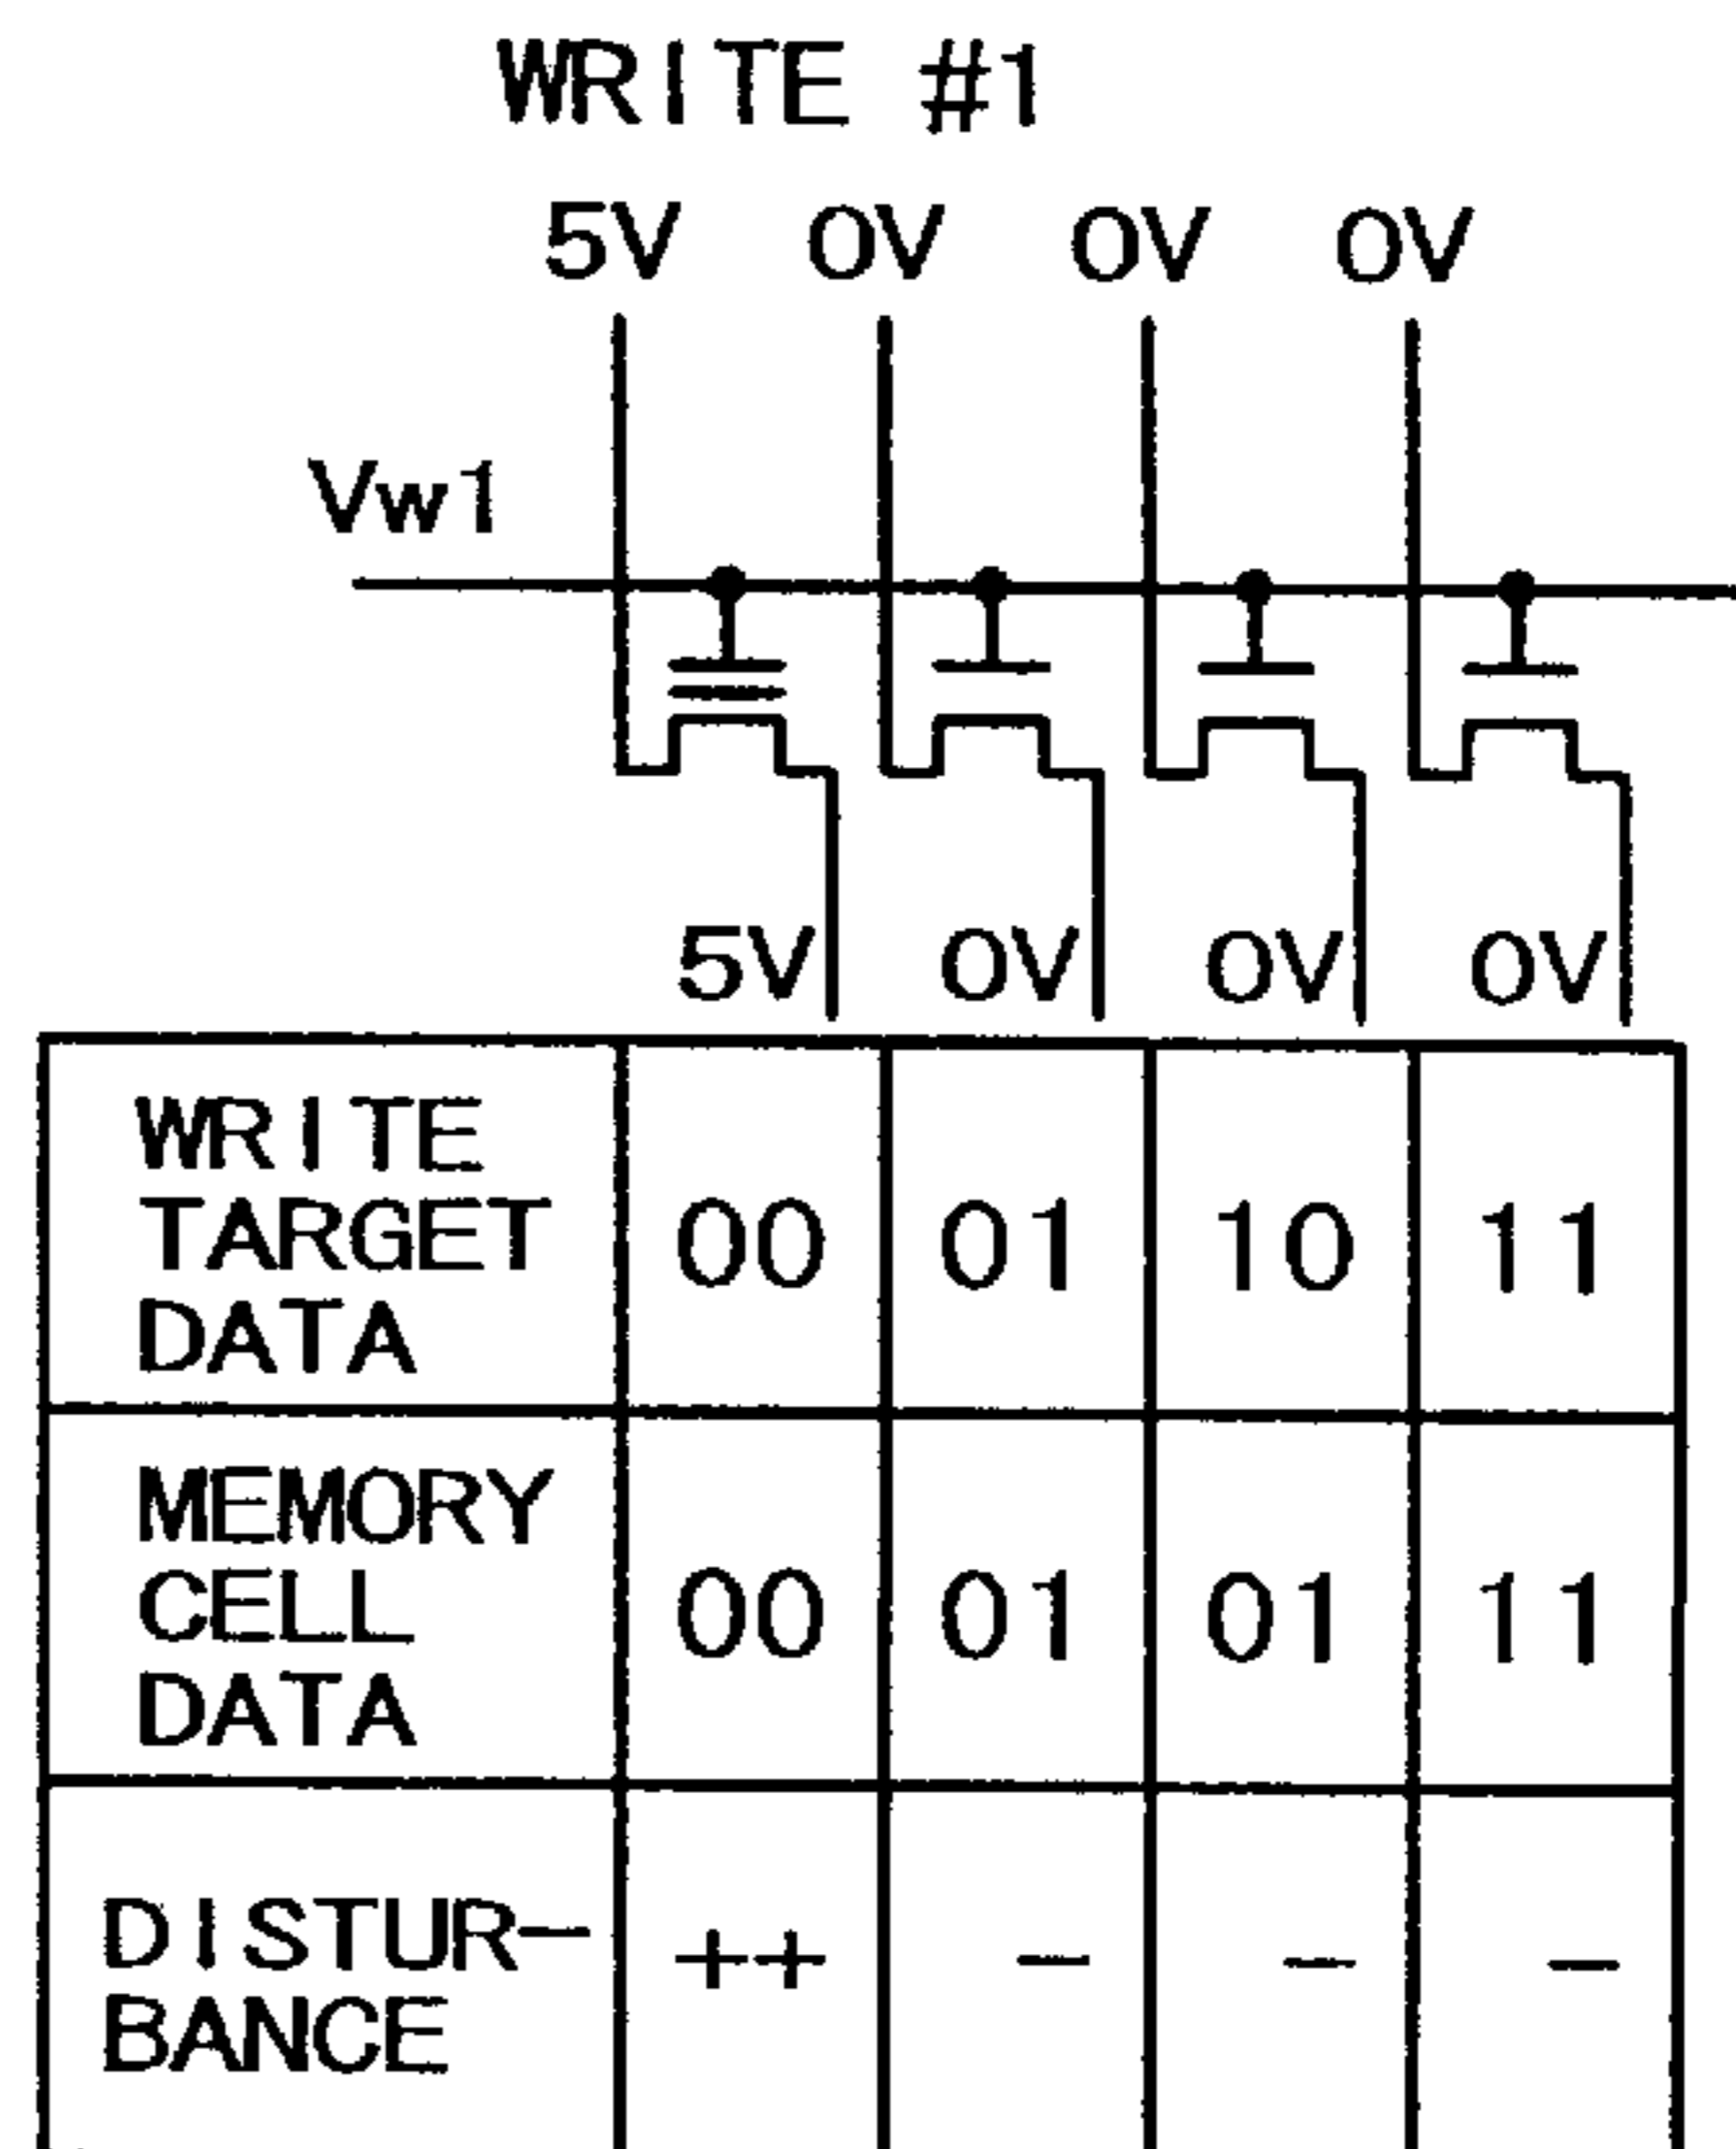 WRITE #1
5V 0V 0V 0V
Vw1
5V 0V 0V 0V
WRITE
TARGET
DATA
00 01 10 11
MEMORY
CELL
DATA
00 01 01 11
DISTUR-
BANCE
++ - - -